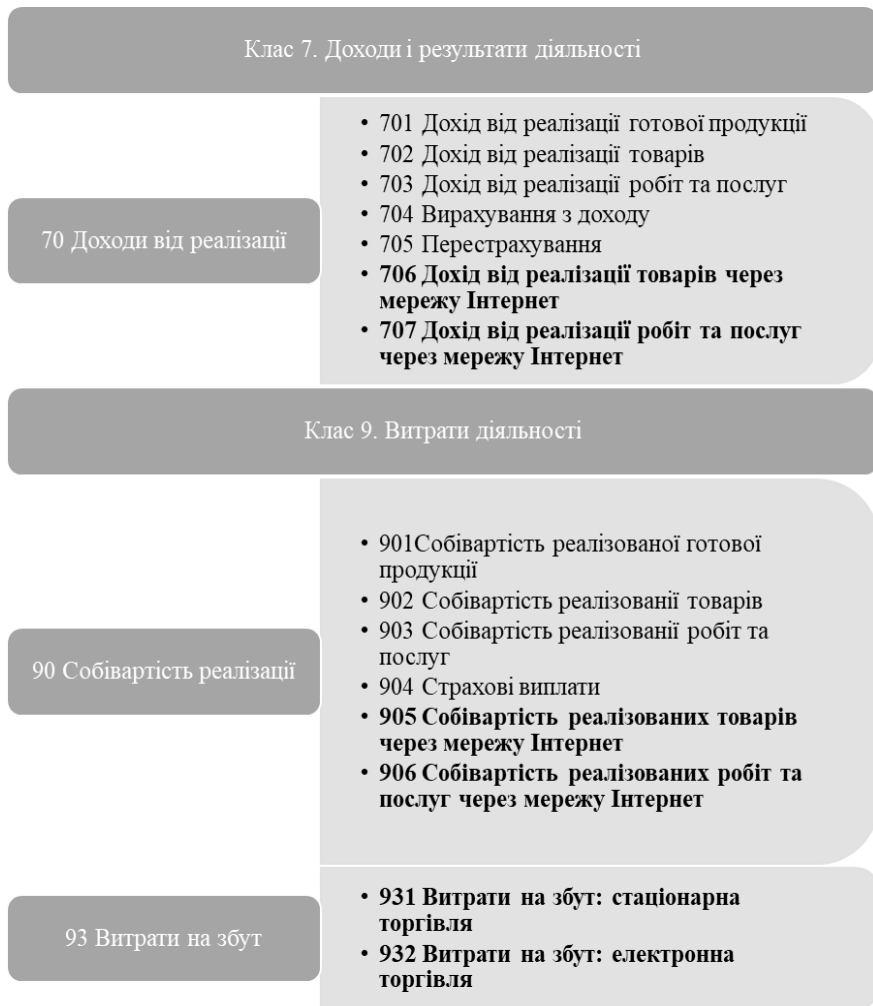 Клас 7. Доходи і результати діяльності
70 Доходи від реалізації
• 701 Дохід від реалізації готової продукції
• 702 Дохід від реалізації товарів
• 703 Дохід від реалізації робіт та послуг
• 704 Вирахування з доходу
• 705 Перестрахування
• 706 Дохід від реалізації товарів через
мережу Інтернет
• 707 Дохід від реалізації робіт та послуг
через мережу Інтернет
Клас 9. Витрати діяльності
90 Собівартість реалізації
• 901Собівартість реалізованої готової
продукції
• 902 Собівартість реалізованії товарів
• 903 Собівартість реалізованії робіт та
послуг
• 904 Страхові виплати
• 905 Собівартість реалізованих товарів
через мережу Інтернет
• 906 Собівартість реалізованих робіт та
послуг через мережу Інтернет
93 Витрати на збут
• 931 Витрати на збут: стаціонарна
торгівля
• 932 Витрати на збут: електронна
торгівля